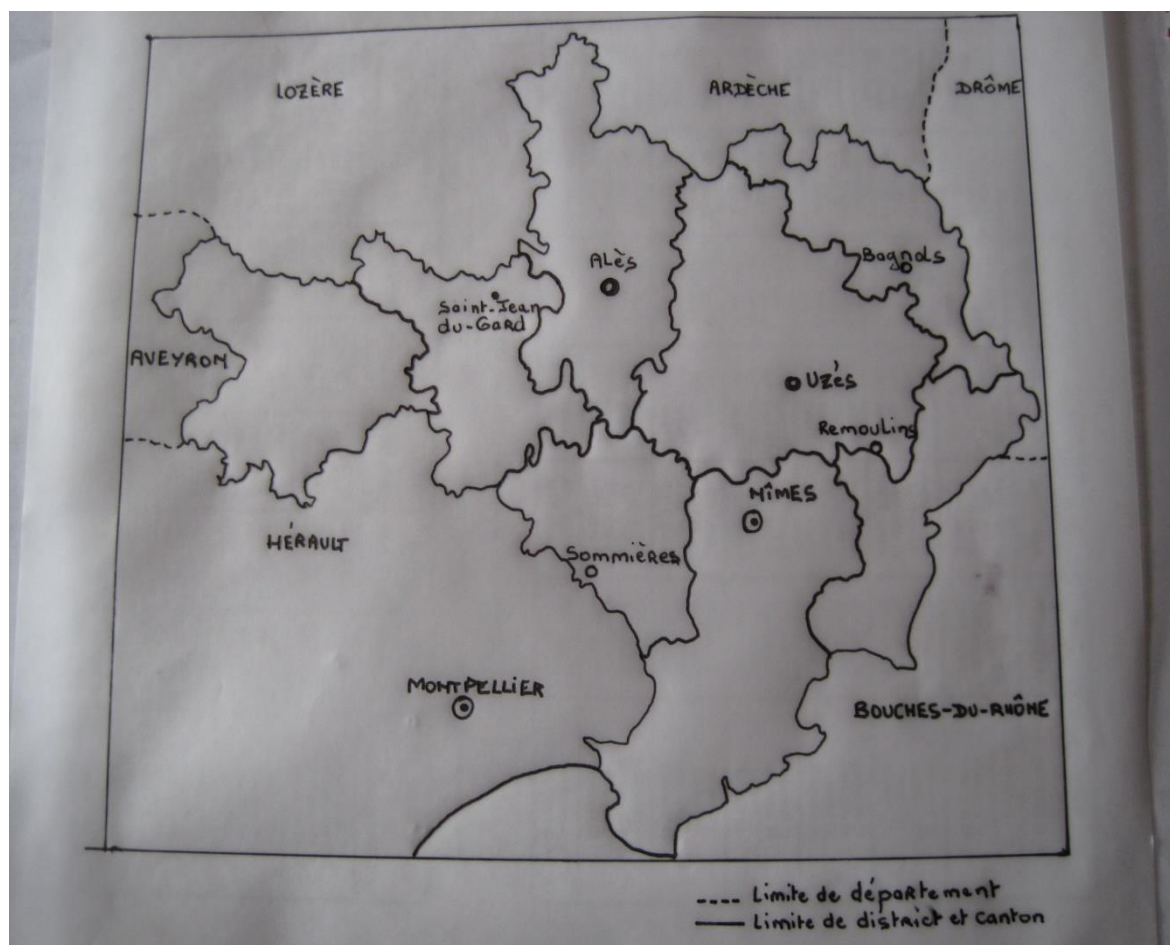 LOZÈRE
ARDÈCHE
DRÔME
Bagnols
ALès
Saint-Jean
du-Gard
AVEYRON
UZès
Remoulins
NÎMES
HÉRAULT
Sommières
MONTPELLIER
BOUCHES-DU-RHÔNE
Limite de département
Limite de district et canton